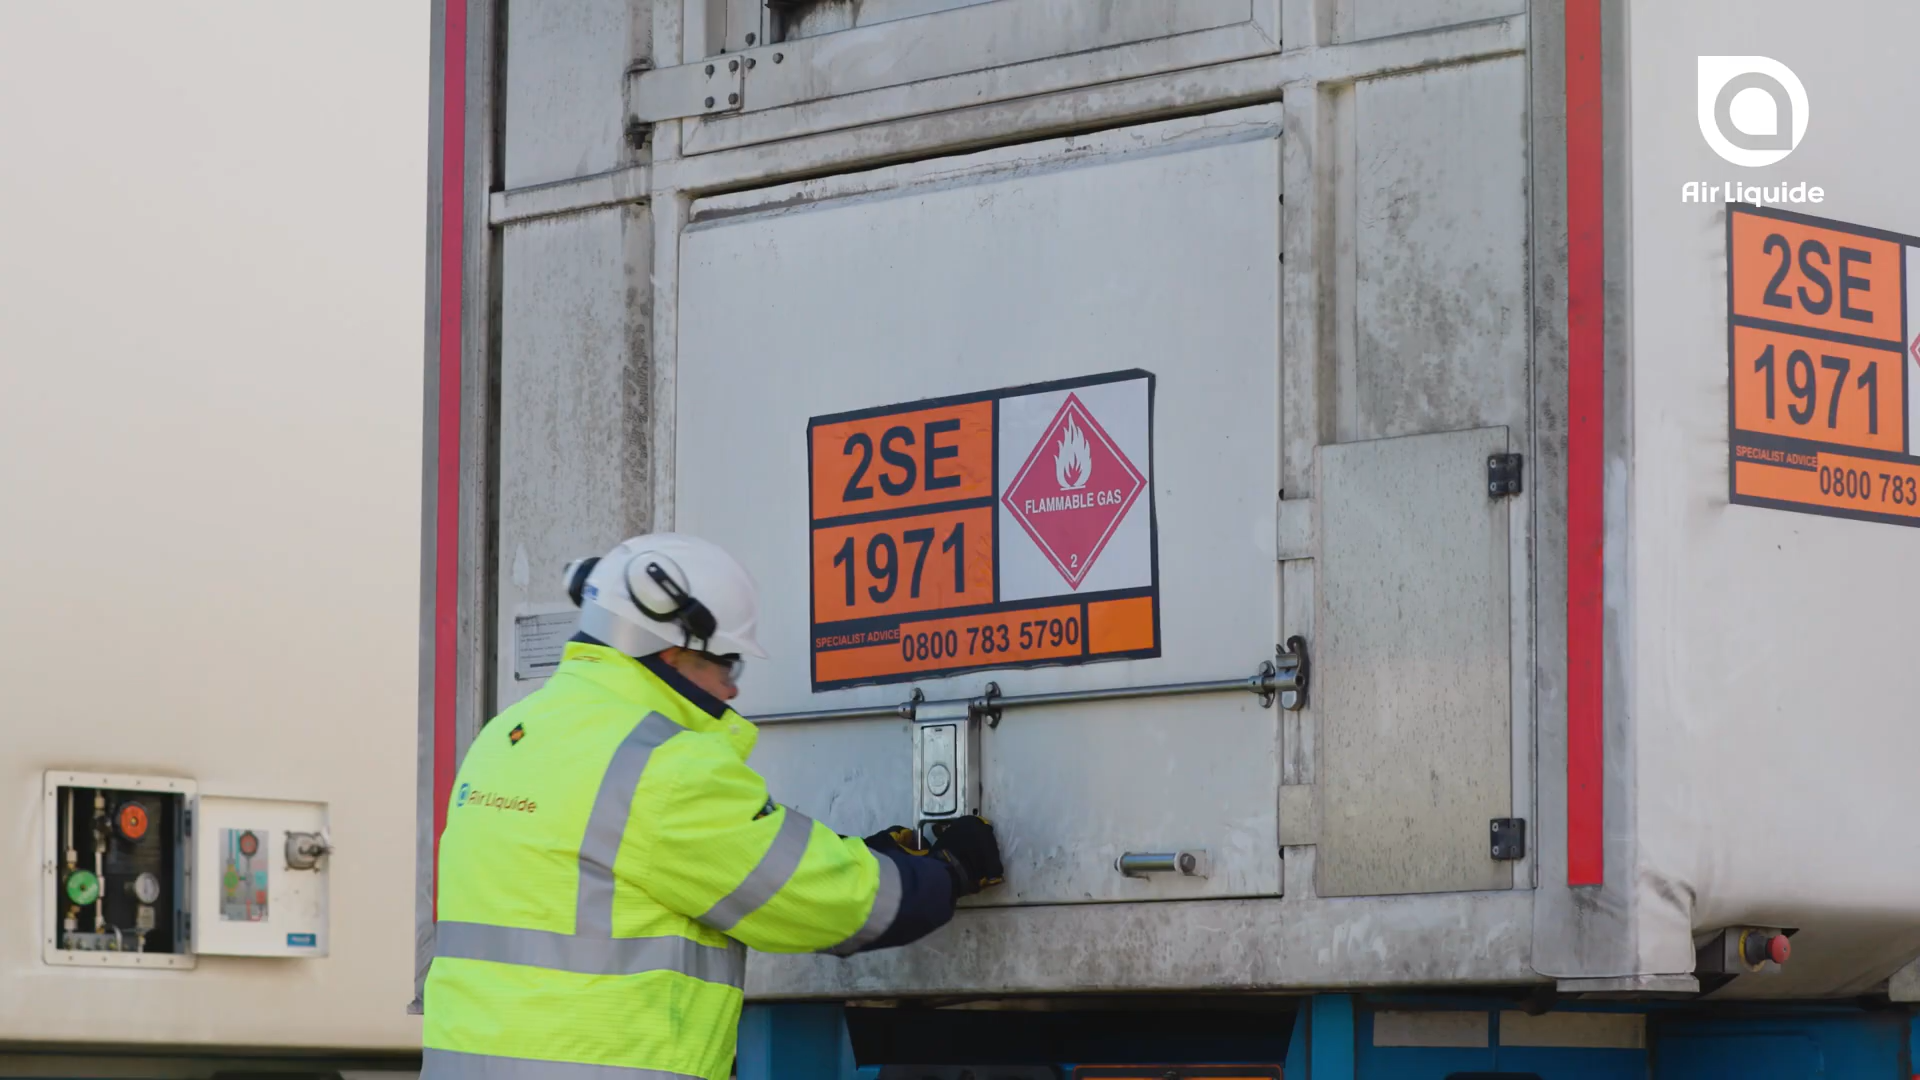 Air Liquide
2SE
1971
SPECIALIST ADVICE
0800 783
2SE
1971
FLAMMABLE GAS
2
SPECIALIST ADVICE
0800 783 5790
Air Liquide